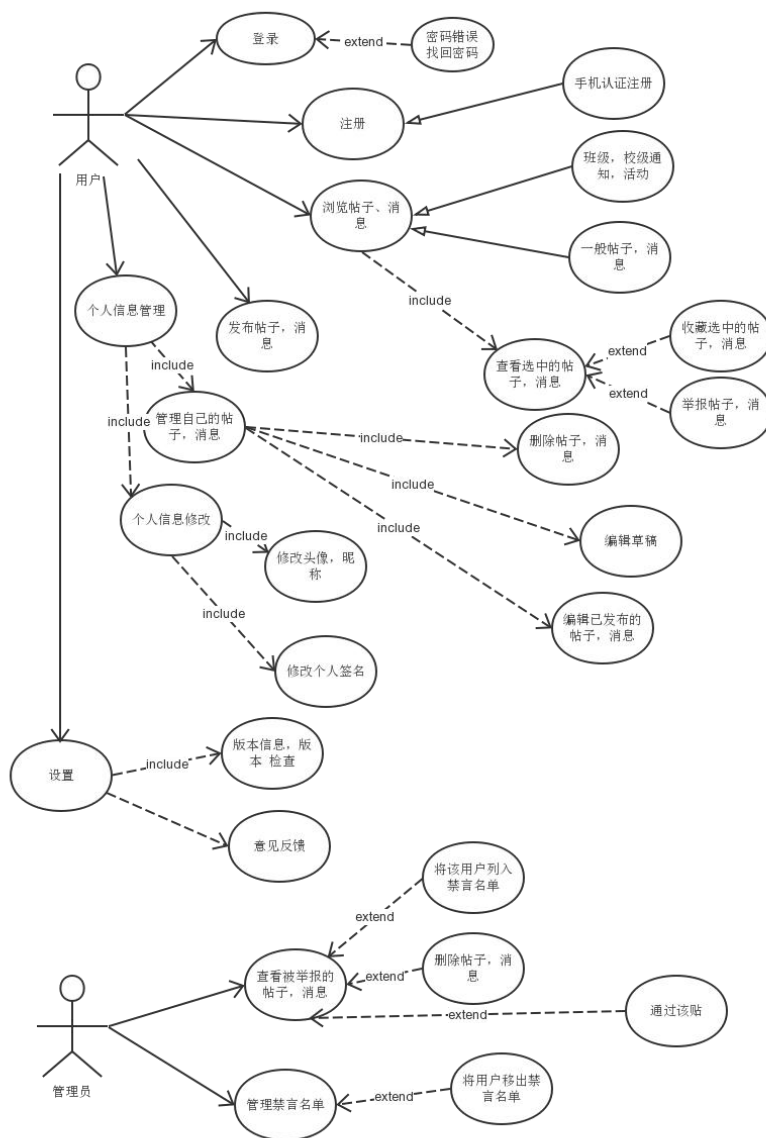 登录
extend
密码错误
找回密码
手机认证注册
注册
用户
班级，校级通
知，活动
浏览帖子、消
息
一般帖子，消
息
include
个人信息管理
发布帖子，消
息
include
查看选中的帖
子，消息
extend
收藏选中的帖
子，消息
extend
举报帖子，消
息
include
管理自己的帖
子，消息
include
删除帖子，消
息
include
编辑草稿
include
编辑已发布的
帖子，消息
个人信息修改
include
修改头像，昵
称
include
修改个人签名
设置
include
版本信息，版
本 检查
意见反馈
将该用户列入
禁言名单
extend
查看被举报的
帖子，消息
extend
删除帖子，消
息
extend
通过该贴
管理员
管理禁言名单
extend
将用户移出禁
言名单